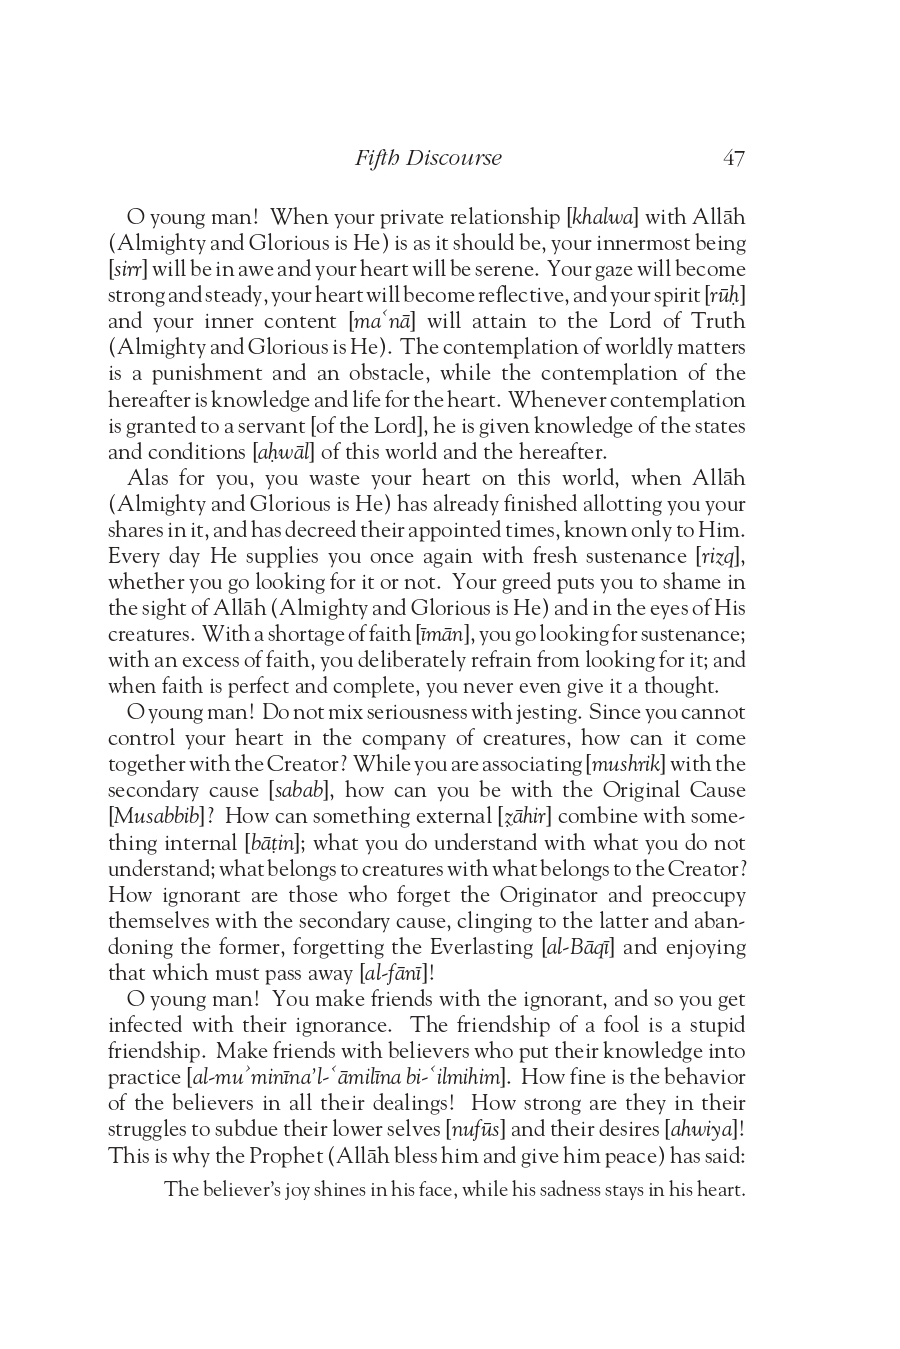 Fifth Discourse 47
O young man! When your private relationship [khalwa] with Allāh
(Almighty and Glorious is He) is as it should be, your innermost being
[sirr] will be in awe and your heart will be serene. Your gaze will become
strong and steady, your heart will become reflective, and your spirit [rūḥ]
and your inner content [maʿnā] will attain to the Lord of Truth
(Almighty and Glorious is He). The contemplation of worldly matters
is a punishment and an obstacle, while the contemplation of the
hereafter is knowledge and life for the heart. Whenever contemplation
is granted to a servant [of the Lord], he is given knowledge of the states
and conditions [aḥwāl] of this world and the hereafter.
Alas for you, you waste your heart on this world, when Allāh
(Almighty and Glorious is He) has already finished allotting you your
shares in it, and has decreed their appointed times, known only to Him.
Every day He supplies you once again with fresh sustenance [rizq],
whether you go looking for it or not. Your greed puts you to shame in
the sight of Allāh (Almighty and Glorious is He) and in the eyes of His
creatures. With a shortage of faith [īmān], you go looking for sustenance;
with an excess of faith, you deliberately refrain from looking for it; and
when faith is perfect and complete, you never even give it a thought.
O young man! Do not mix seriousness with jesting. Since you cannot
control your heart in the company of creatures, how can it come
together with the Creator? While you are associating [mushrik] with the
secondary cause [sabab], how can you be with the Original Cause
[Musabbib]? How can something external [ẓāhir] combine with some-
thing internal [bāṭin]; what you do understand with what you do not
understand; what belongs to creatures with what belongs to the Creator?
How ignorant are those who forget the Originator and preoccupy
themselves with the secondary cause, clinging to the latter and aban-
doning the former, forgetting the Everlasting [al-Bāqī] and enjoying
that which must pass away [al-fānī]!
O young man! You make friends with the ignorant, and so you get
infected with their ignorance. The friendship of a fool is a stupid
friendship. Make friends with believers who put their knowledge into
practice [al-muʾminīna’l-ʿāmilīna bi-ʿilmihim]. How fine is the behavior
of the believers in all their dealings! How strong are they in their
struggles to subdue their lower selves [nufūs] and their desires [ahwiya]!
This is why the Prophet (Allāh bless him and give him peace) has said:
The believer’s joy shines in his face, while his sadness stays in his heart.